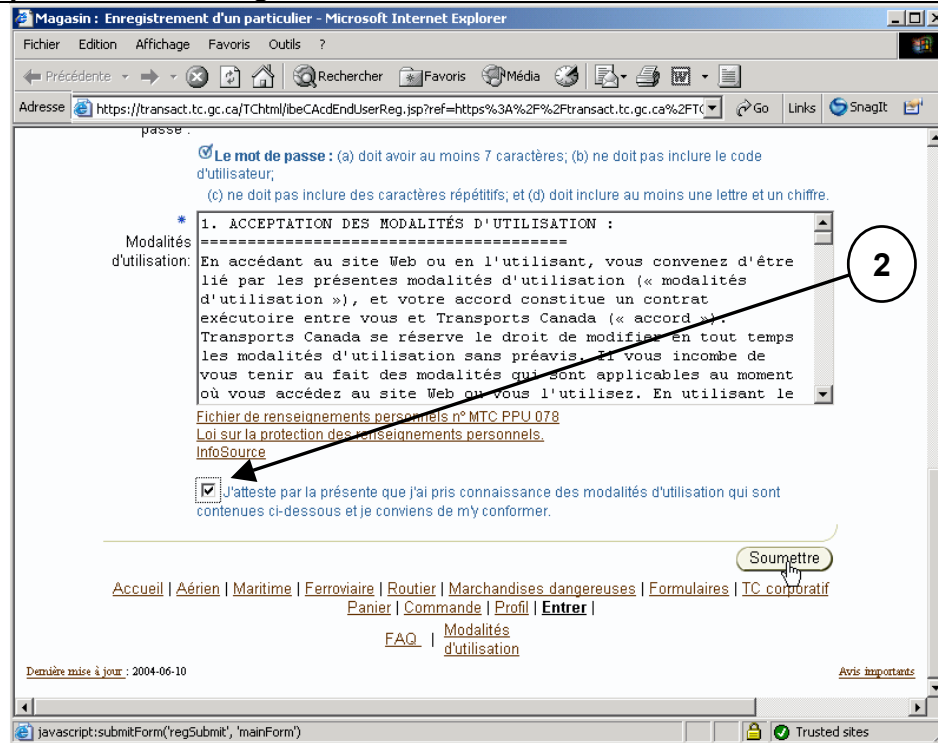 Magasin : Enregistrement d'un particulier - Microsoft Internet Explorer
Fichier Edition Affichage Favoris Outils ?
Précédente Rechercher Favoris Média
Adresse https://transact.tc.gc.ca/TChtml/ibeCAcdEndUserReg.jsp?ref=https%3A%2F%2Ftransact.tc.gc.ca%2FTC Go Links SnagIt
passe :
Le mot de passe : (a) doit avoir au moins 7 caractères; (b) ne doit pas inclure le code
d'utilisateur;
(c) ne doit pas inclure des caractères répétitifs; et (d) doit inclure au moins une lettre et un chiffre.
* Modalités
d'utilisation:
1. ACCEPTATION DES MODALITÉS D'UTILISATION :
========================================
En accédant au site Web ou en l'utilisant, vous convenez d'être
lié par les présentes modalités d'utilisation (« modalités
d'utilisation »), et votre accord constitue un contrat
exécutoire entre vous et Transports Canada (« accord »).
Transports Canada se réserve le droit de modifier en tout temps
les modalités d'utilisation sans préavis. Il vous incombe de
vous tenir au fait des modalités qui sont applicables au moment
où vous accédez au site Web ou vous l'utilisez. En utilisant le
2
Fichier de renseignements personnels nº MTC PPU 078
Loi sur la protection des renseignements personnels.
InfoSource
J'atteste par la présente que j'ai pris connaissance des modalités d'utilisation qui sont
contenues ci-dessous et je conviens de m'y conformer.
Soumettre
Accueil | Aérien | Maritime | Ferroviaire | Routier | Marchandises dangereuses | Formulaires | TC corporatif
Panier | Commande | Profil | Entrer |
FAQ | Modalités
d'utilisation
Dernière mise à jour : 2004-06-10 Avis importants
javascript:submitForm('regSubmit', 'mainForm') Trusted sites